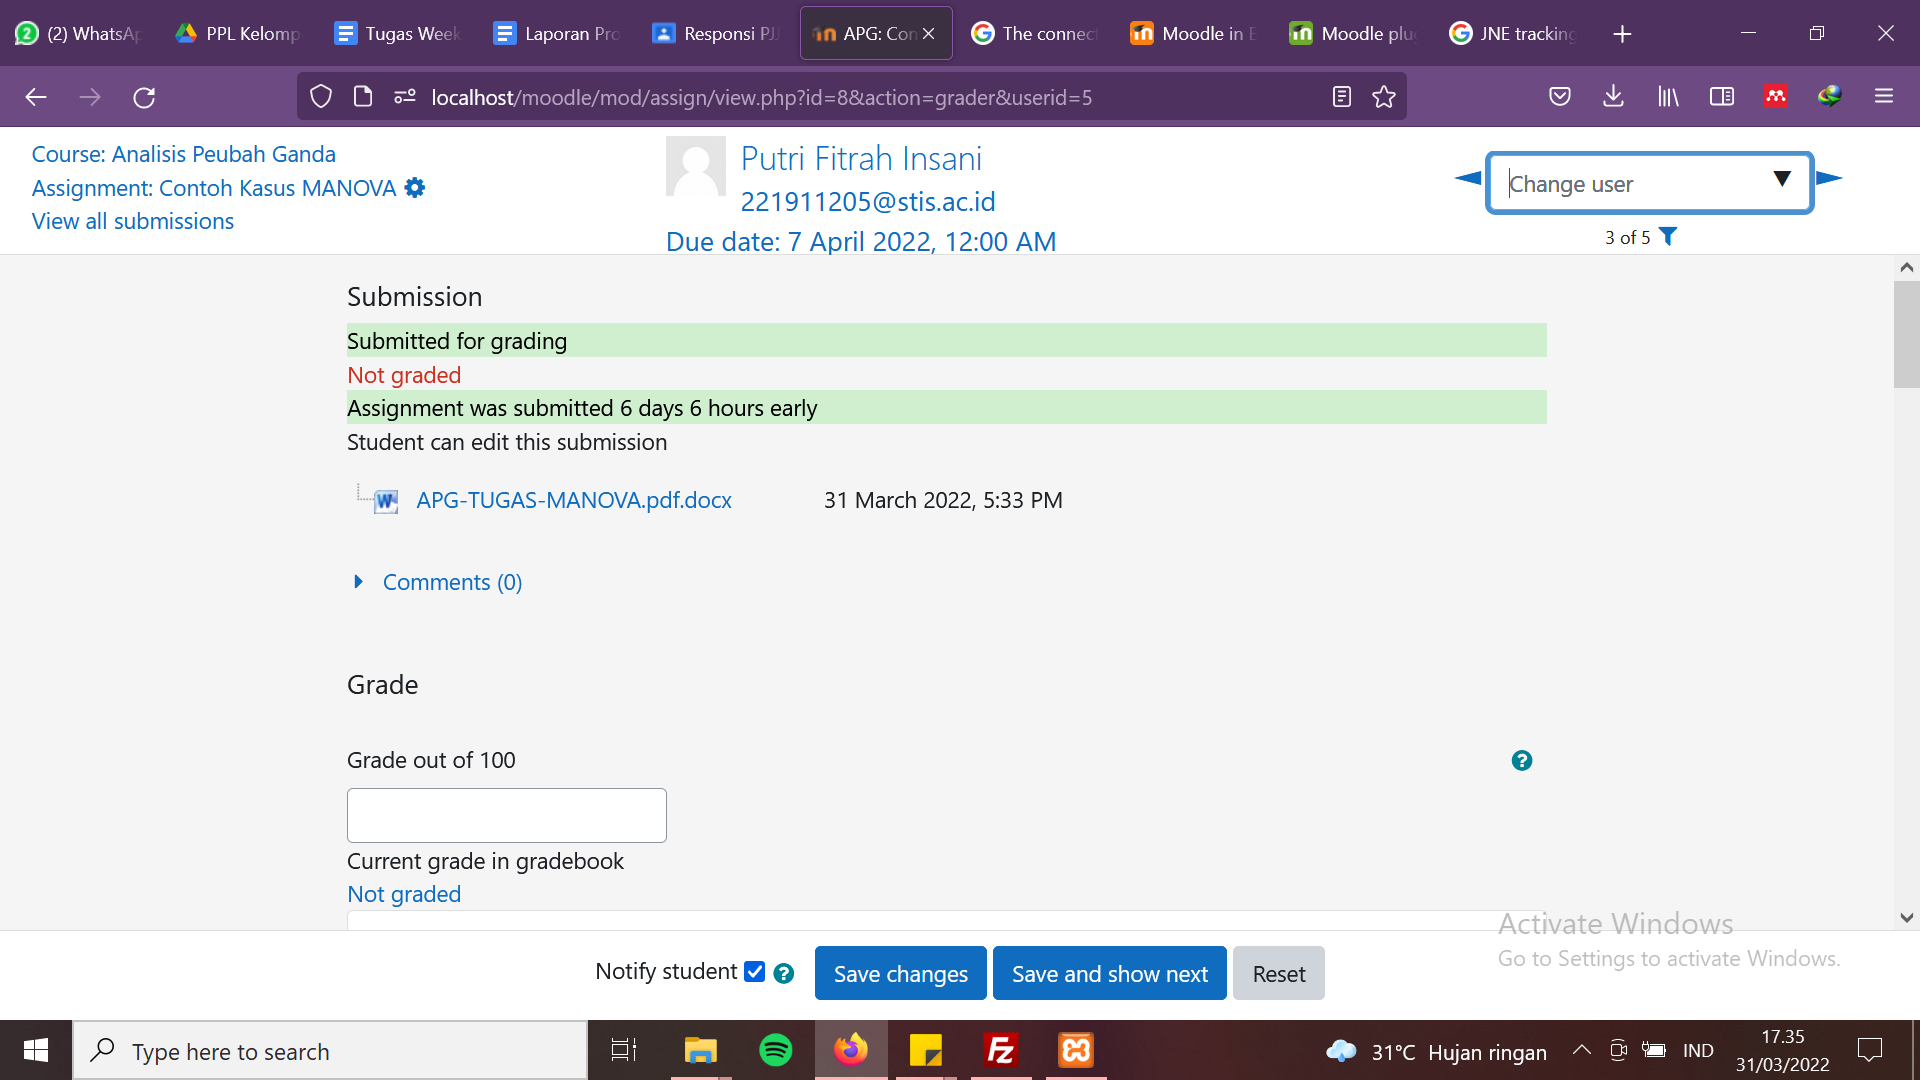 (2) WhatsAp
PPL Kelomp
Tugas Week
Laporan Pro
Responsi PJJ
APG: Con
The connect
Moodle in E
Moodle plug
JNE tracking
localhost/moodle/mod/assign/view.php?id=8&action=grader&userid=5
Course: Analisis Peubah Ganda
Assignment: Contoh Kasus MANOVA
View all submissions
Putri Fitrah Insani
221911205@stis.ac.id
Due date: 7 April 2022, 12:00 AM
Change user
3 of 5
Submission
Submitted for grading
Not graded
Assignment was submitted 6 days 6 hours early
Student can edit this submission
APG-TUGAS-MANOVA.pdf.docx 31 March 2022, 5:33 PM
Comments (0)
Grade
Grade out of 100
Current grade in gradebook
Not graded
Activate Windows
Go to Settings to activate Windows.
Notify student
Save changes
Save and show next
Reset
Type here to search
31°C Hujan ringan
IND
17.35
31/03/2022